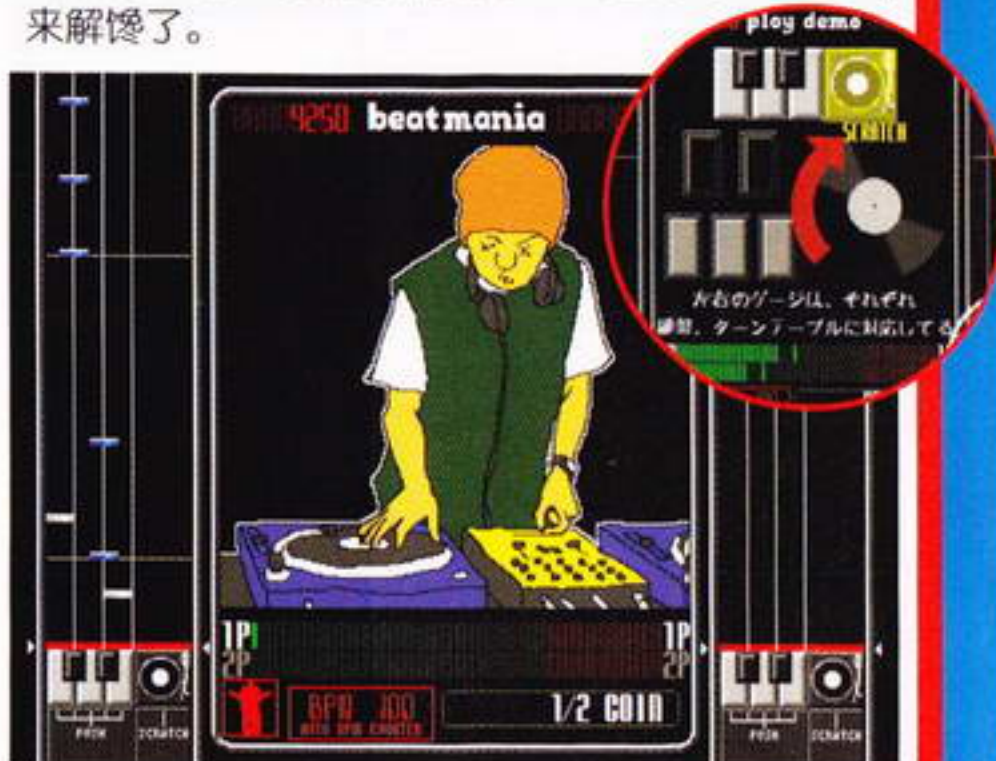 来解馋了。
play demo
SCRATCH
左右のゲージは、それぞれ
鍵盤、ターンテーブルに対応してる
4250 beatmania
1P 1P
2P 2P
BPM 100
1/2 COIN
SCRATCH
SCRATCH